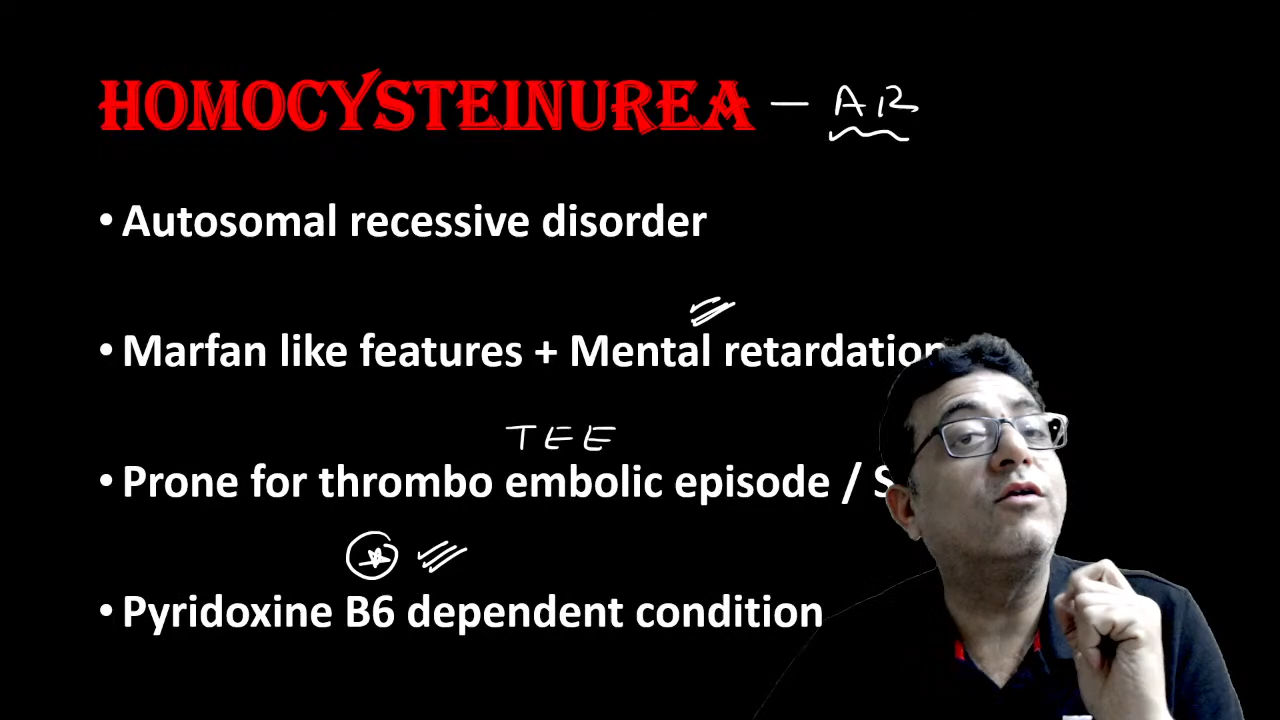 HOMOCYSTEINUREA — AR
• Autosomal recessive disorder
• Marfan like features + Mental retardation
TEE
• Prone for thrombo embolic episode /
• Pyridoxine B6 dependent condition